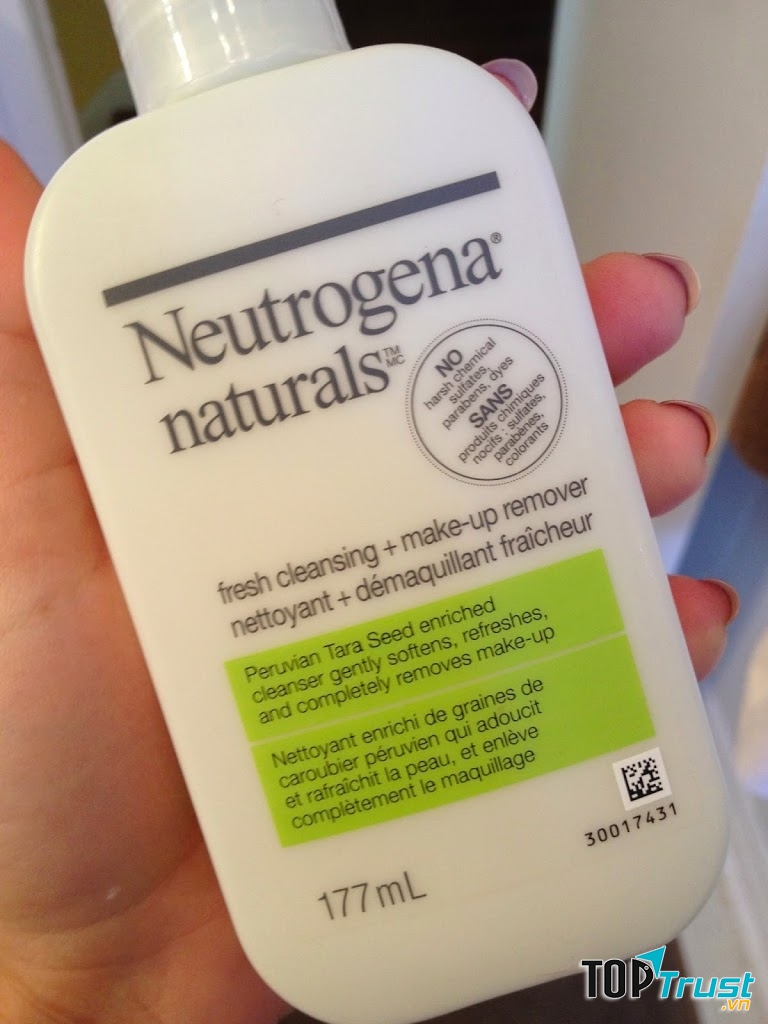 Neutrogena®
naturals™ MC
NO
harsh chemical
sulfates,
parabens, dyes
SANS
produits chimiques
nocifs : sulfates,
parabènes,
colorants
fresh cleansing + make-up remover
nettoyant + démaquillant fraîcheur
Peruvian Tara Seed enriched
cleanser gently softens, refreshes,
and completely removes make-up
Nettoyant enrichi de graines de
caroubier péruvien qui adoucit
et rafraîchit la peau, et enlève
complètement le maquillage
30017431
177 mL
TOPTrust
.vn